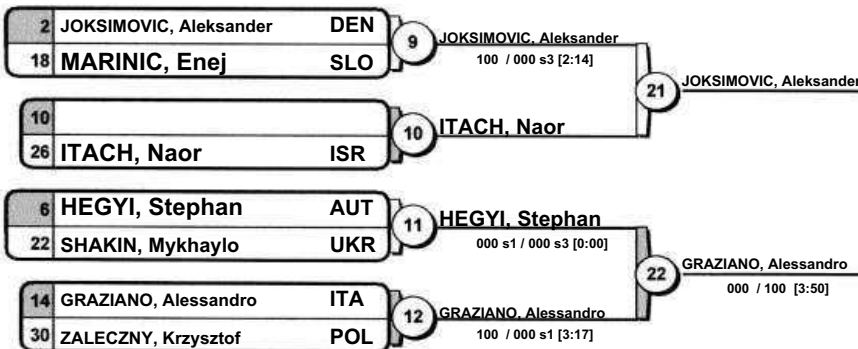 2 JOKSIMOVIC, Aleksander DEN
18 MARINIC, Enej SLO
9
JOKSIMOVIC, Aleksander
100 / 000 s3 [2:14]
21
JOKSIMOVIC, Aleksander
10
26 ITACH, Naor ISR
10
ITACH, Naor
6 HEGYI, Stephan AUT
22 SHAKIN, Mykhaylo UKR
11
HEGYI, Stephan
000 s1 / 000 s3 [0:00]
22
GRAZIANO, Alessandro
000 / 100 [3:50]
14 GRAZIANO, Alessandro ITA
30 ZALECZNY, Krzysztof POL
12
GRAZIANO, Alessandro
100 / 000 s1 [3:17]